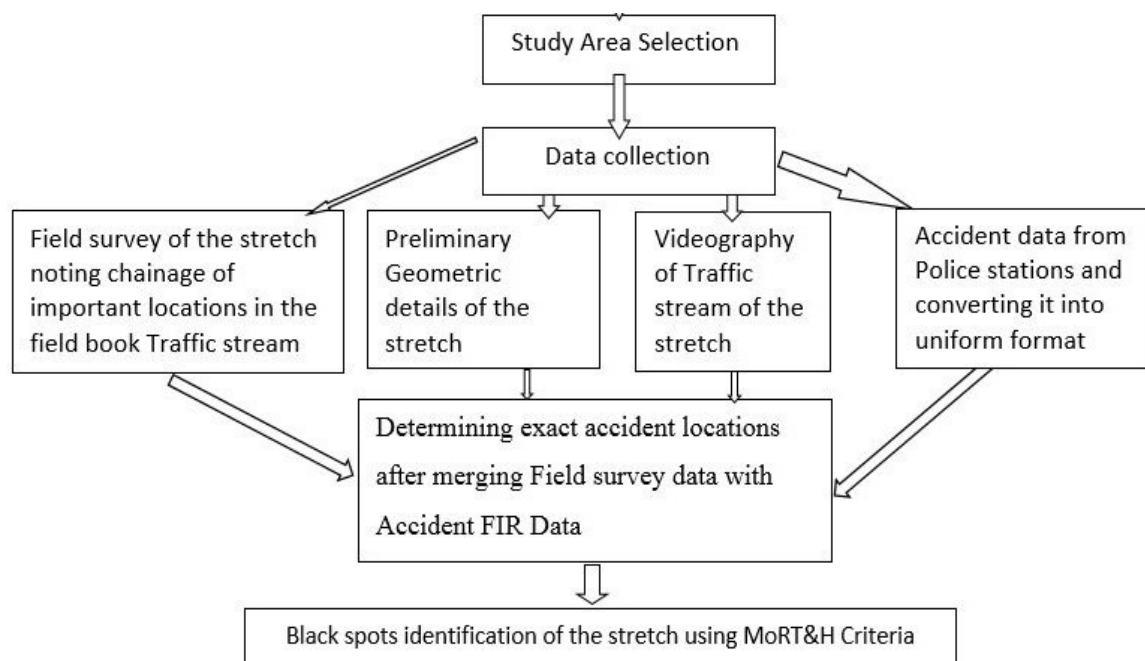 Study Area Selection
Data collection
Field survey of the stretch
noting chainage of
important locations in the
field book Traffic stream
Preliminary
Geometric
details of the
stretch
Videography
of Traffic
stream of the
stretch
Accident data from
Police stations and
converting it into
uniform format
Determining exact accident locations
after merging Field survey data with
Accident FIR Data
Black spots identification of the stretch using MoRT&H Criteria